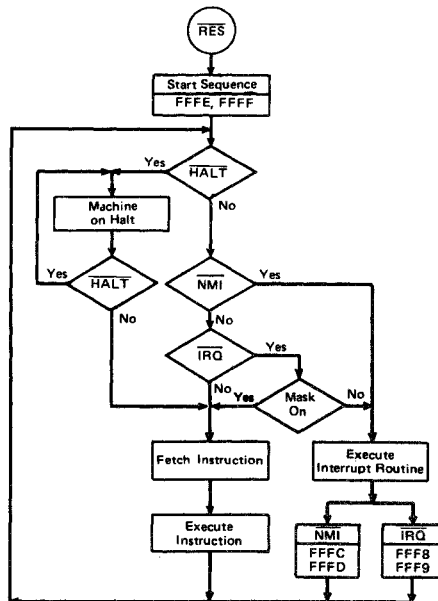 RES
Start Sequence
FFFE, FFFF
Yes
HALT
No
Machine
on Halt
Yes
HALT
No
NMI
Yes
No
IRQ
Yes
No
Yes
Mask
On
No
Fetch Instruction
Execute
Interrupt Routine
Execute
Instruction
NMI
FFFC
FFFD
IRQ
FFF8
FFF9